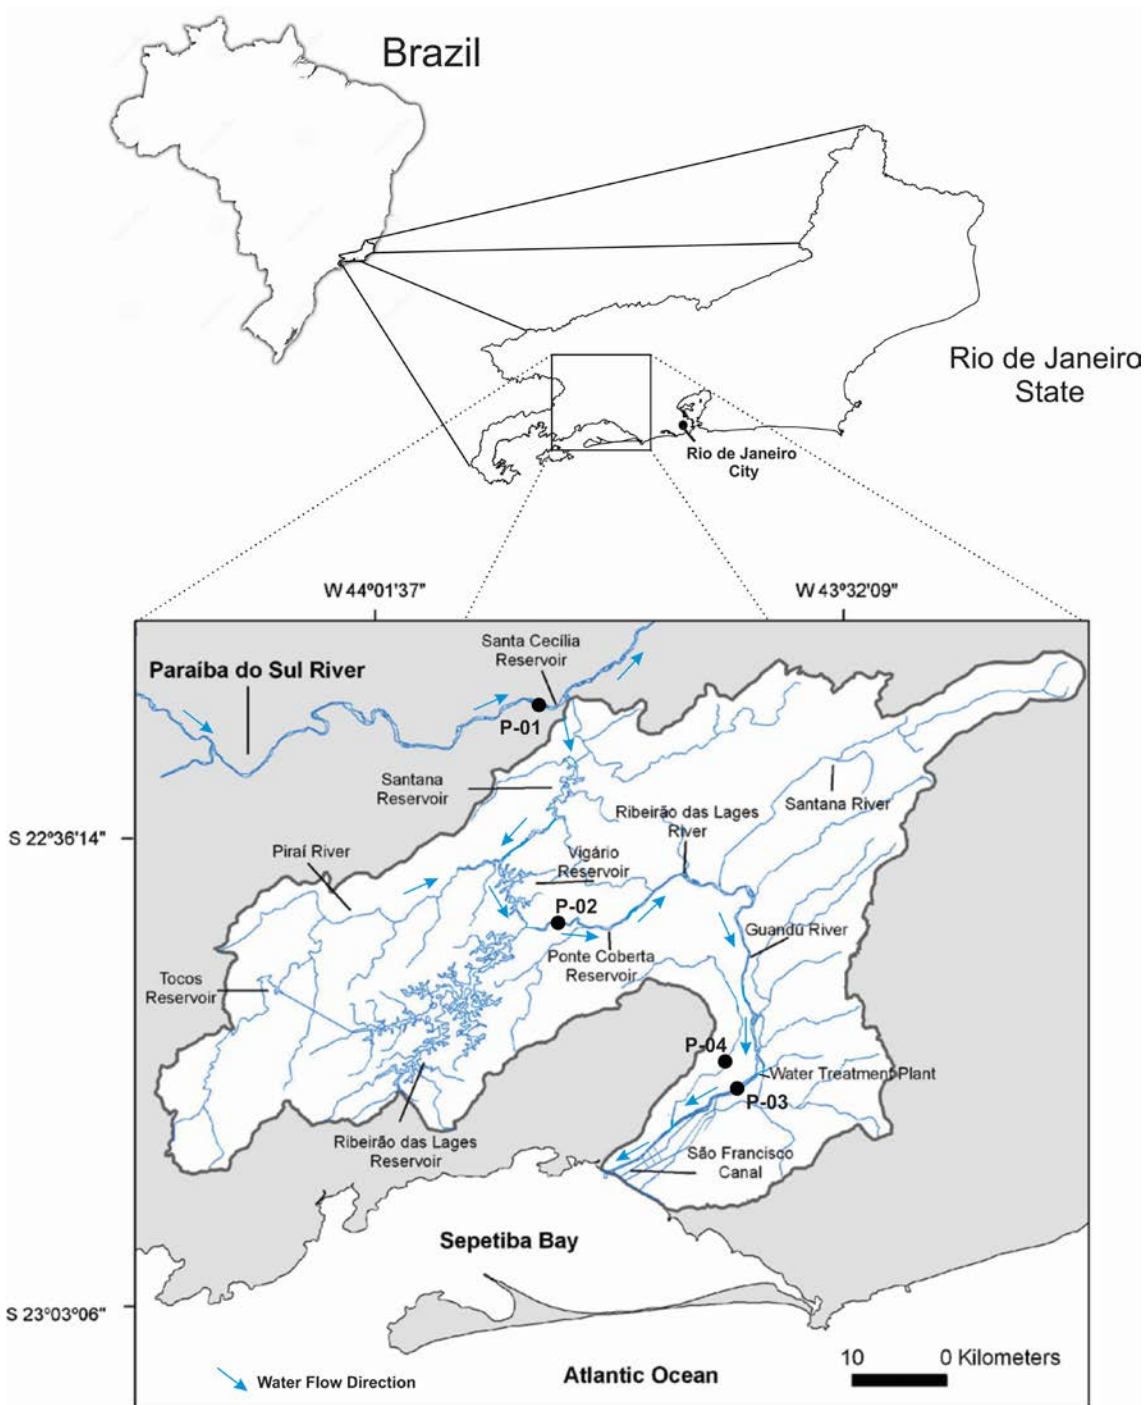 Brazil
Rio de Janeiro
State
Rio de Janeiro
City
W 44º01'37"
W 43º32'09"
Santa Cecília
Reservoir
Paraíba do Sul River
P-01
Santana
Reservoir
Santana River
Ribeirão das Lages
River
S 22º36'14"
Piraí River
Vigário
Reservoir
P-02
Guandú River
Ponte Coberta
Reservoir
Tocos
Reservoir
P-04
Water Treatment Plant
P-03
Ribeirão das Lages
Reservoir
São Francisco
Canal
Sepetiba Bay
S 23º03'06"
10
0 Kilometers
Atlantic Ocean
Water Flow Direction